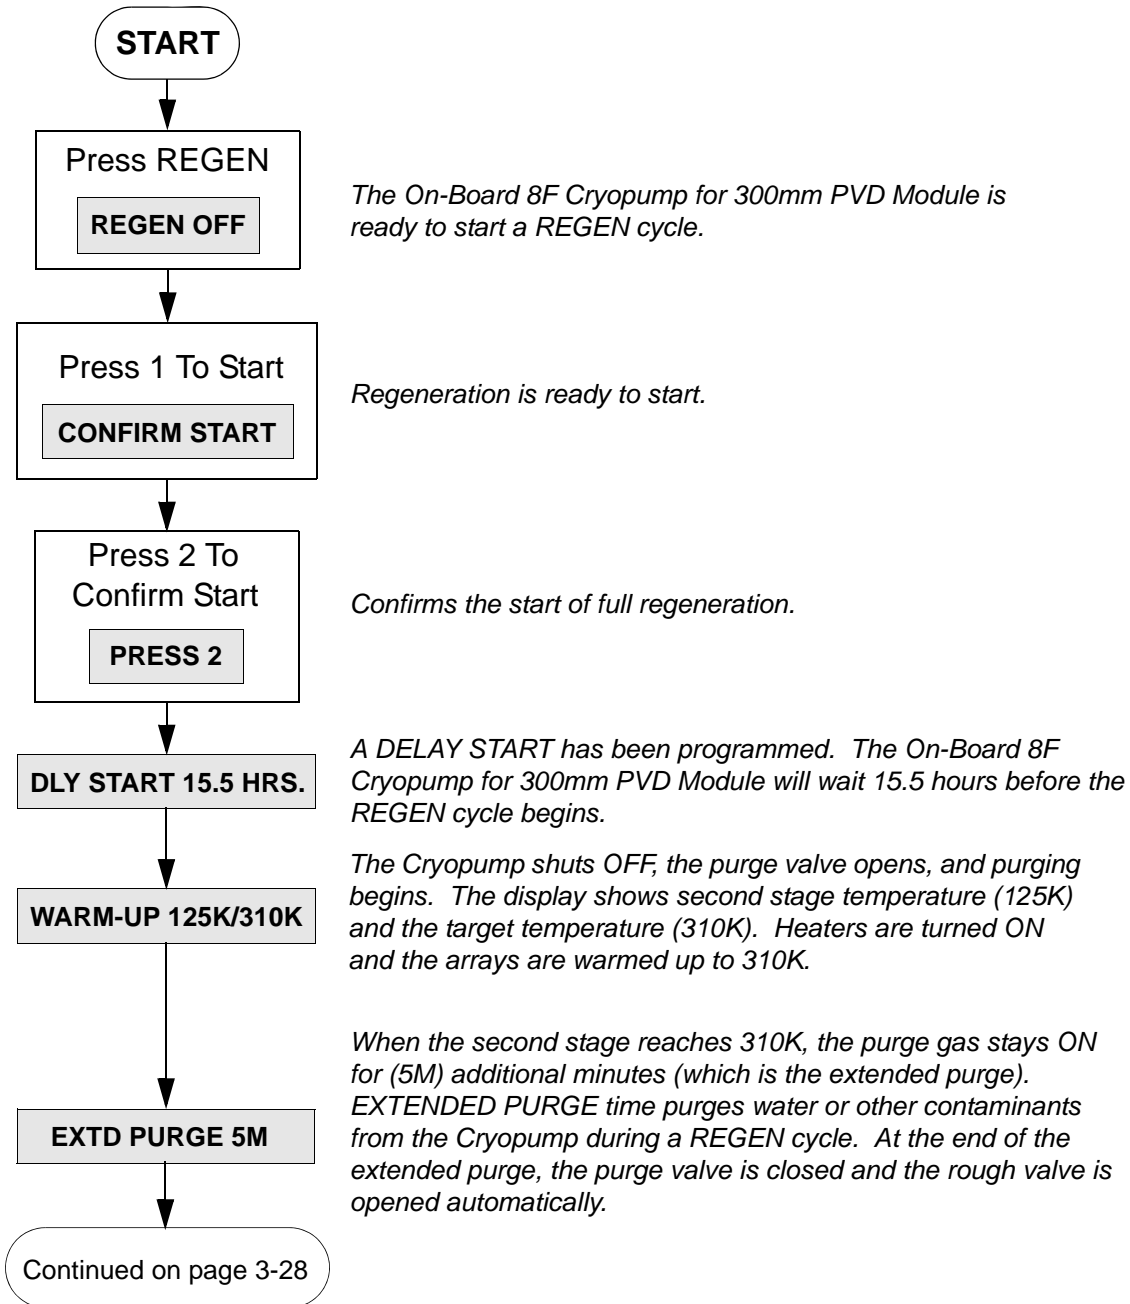 START
Press REGEN
REGEN OFF
The On-Board 8F Cryopump for 300mm PVD Module is
ready to start a REGEN cycle.
Press 1 To Start
CONFIRM START
Regeneration is ready to start.
Press 2 To
Confirm Start
PRESS 2
Confirms the start of full regeneration.
DLY START 15.5 HRS.
A DELAY START has been programmed. The On-Board 8F
Cryopump for 300mm PVD Module will wait 15.5 hours before the
REGEN cycle begins.
WARM-UP 125K/310K
The Cryopump shuts OFF, the purge valve opens, and purging
begins. The display shows second stage temperature (125K)
and the target temperature (310K). Heaters are turned ON
and the arrays are warmed up to 310K.
EXTD PURGE 5M
When the second stage reaches 310K, the purge gas stays ON
for (5M) additional minutes (which is the extended purge).
EXTENDED PURGE time purges water or other contaminants
from the Cryopump during a REGEN cycle. At the end of the
extended purge, the purge valve is closed and the rough valve is
opened automatically.
Continued on page 3-28